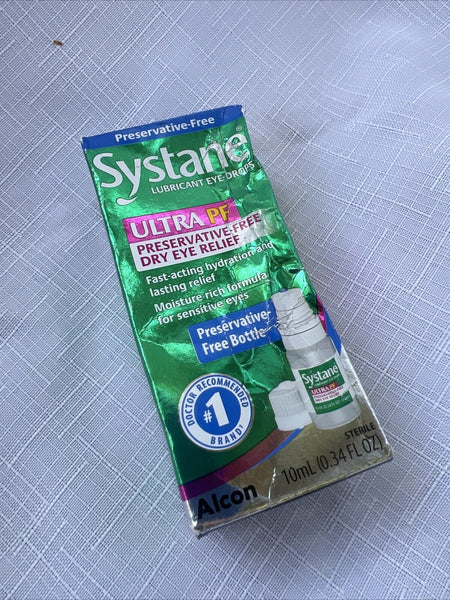 Preservative-Free
Systane®
LUBRICANT EYE DROPS
ULTRA PF
PRESERVATIVE-FREE
DRY EYE RELIEF
Fast-acting hydration and
lasting relief
Moisture rich formula
for sensitive eyes
Preservative-
Free Bottle
Systane
ULTRA PF
DOCTOR RECOMMENDED
#1
BRAND
STERILE
10mL (0.34 FL OZ)
Alcon